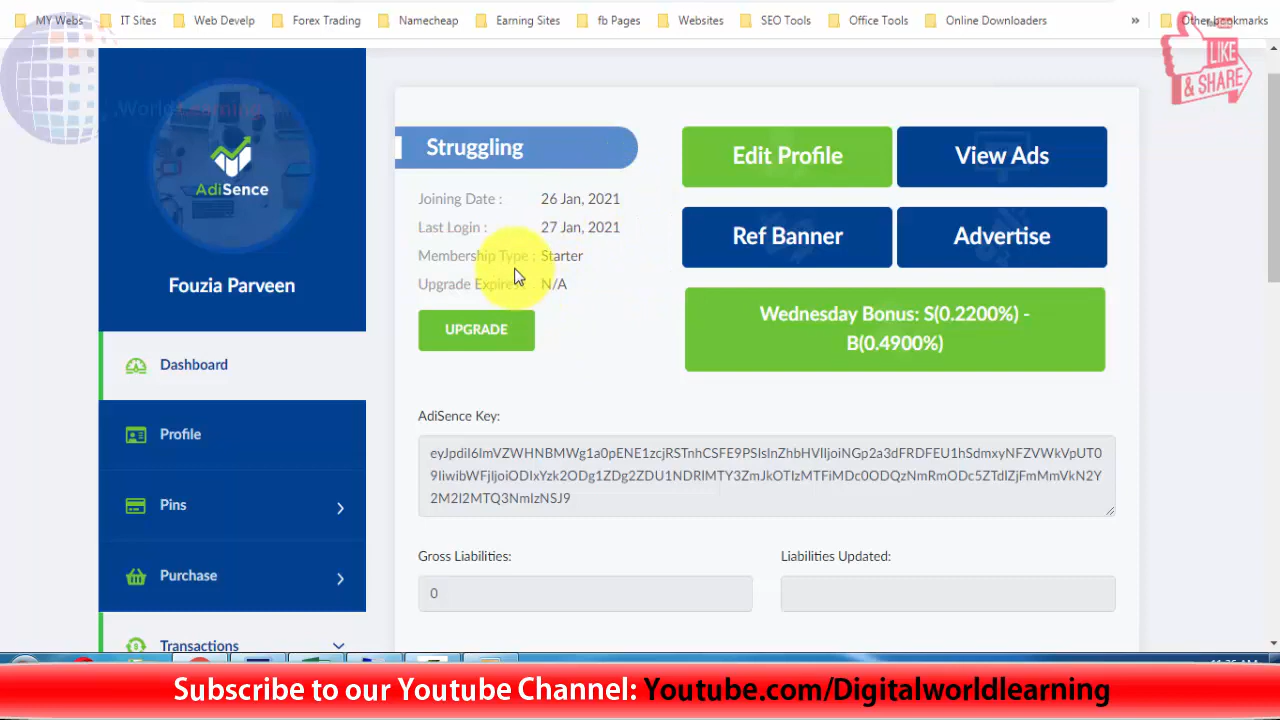 MY Webs
IT Sites
Web Develp
Forex Trading
Namecheap
Earning Sites
fb Pages
Websites
SEO Tools
Office Tools
Online Downloaders
»
Other bookmarks
LIKE
& SHARE
.WorldLearning
AdiSence
Fouzia Parveen
Dashboard
Profile
Pins
Purchase
Transactions
Struggling
Joining Date : 26 Jan, 2021
Last Login : 27 Jan, 2021
Membership Type : Starter
Upgrade Expires : N/A
UPGRADE
Edit Profile
View Ads
Ref Banner
Advertise
Wednesday Bonus: S(0.2200%) -
B(0.4900%)
AdiSence Key:
Gross Liabilities:
0
Liabilities Updated:
Subscribe to our Youtube Channel: Youtube.com/Digitalworldlearning